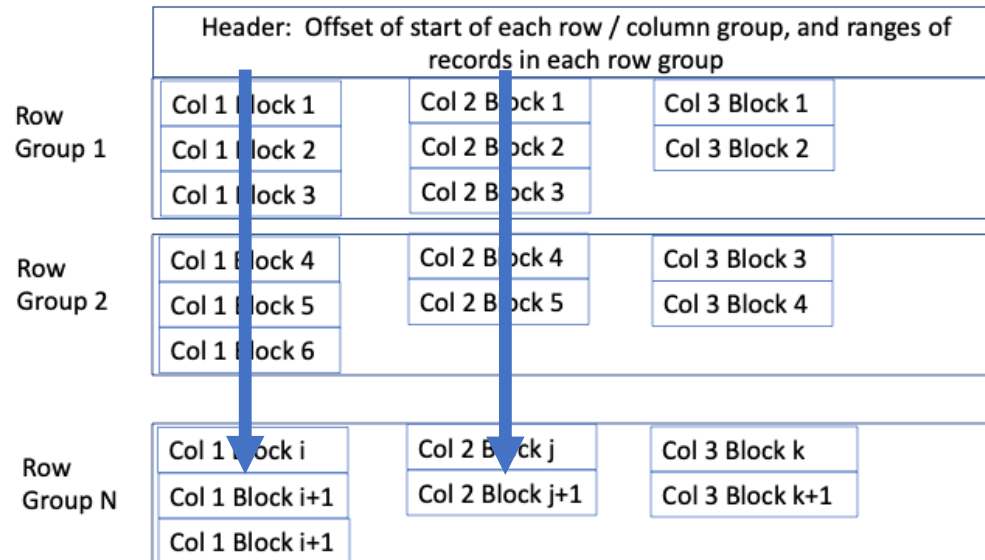 Header:  Offset of start of each row / column group, and ranges of
records in each row group
Row
Group 1
Col 1 Block 1
Col 2 Block 1
Col 3 Block 1
Col 1 Block 2
Col 2 Block 2
Col 3 Block 2
Col 1 Block 3
Col 2 Block 3
Row
Group 2
Col 1 Block 4
Col 2 Block 4
Col 3 Block 3
Col 1 Block 5
Col 2 Block 5
Col 3 Block 4
Col 1 Block 6
Row
Group N
Col 1 Block i
Col 2 Block j
Col 3 Block k
Col 1 Block i+1
Col 2 Block j+1
Col 3 Block k+1
Col 1 Block i+1